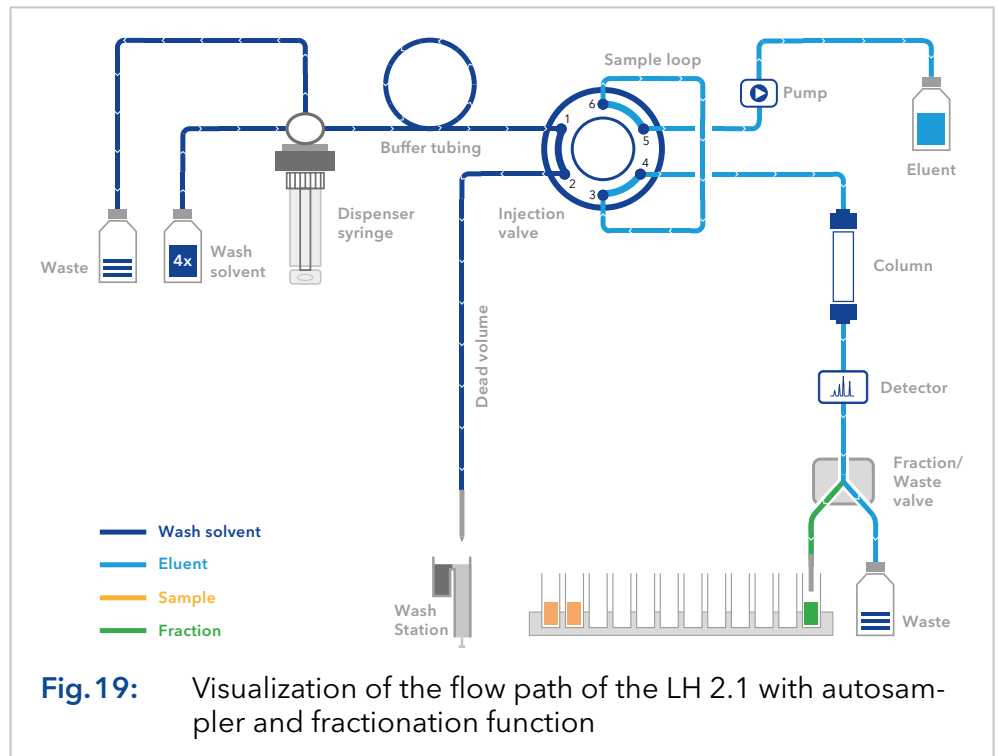 Sample loop
Pump
Eluent
6
1
5
4
2
3
Buffer tubing
Dispenser
syringe
Injection
valve
Waste
4x
Wash
solvent
Column
Dead volume
Detector
Fraction/
Waste
valve
Wash solvent
Eluent
Sample
Fraction
Wash
Station
Waste
Fig.19: Visualization of the flow path of the LH 2.1 with autosam-
pler and fractionation function